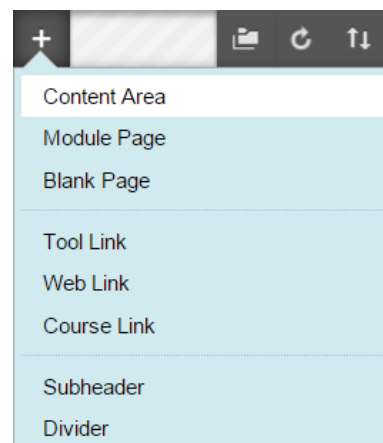 Content Area
Module Page
Blank Page
Tool Link
Web Link
Course Link
Subheader
Divider